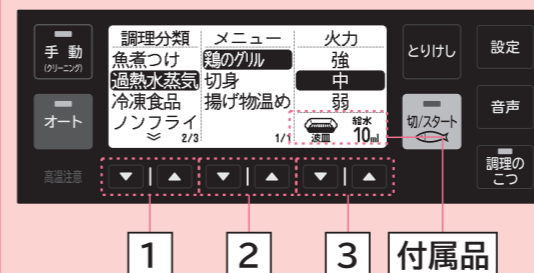 手 動
(クリーニング)
オート
高温注意
調理分類
魚煮つけ
過熱水蒸気
冷凍食品
ノンフライ
2/3
メニュー
鶏のグリル
切身
揚げ物温め
1/1
火力
強
中
弱
波皿
給水
10ml
とりけし
切/スタート
設定
音声
調理の
こつ
▼ ▲ ▼ ▲ ▼ ▲
1 2 3 付属品